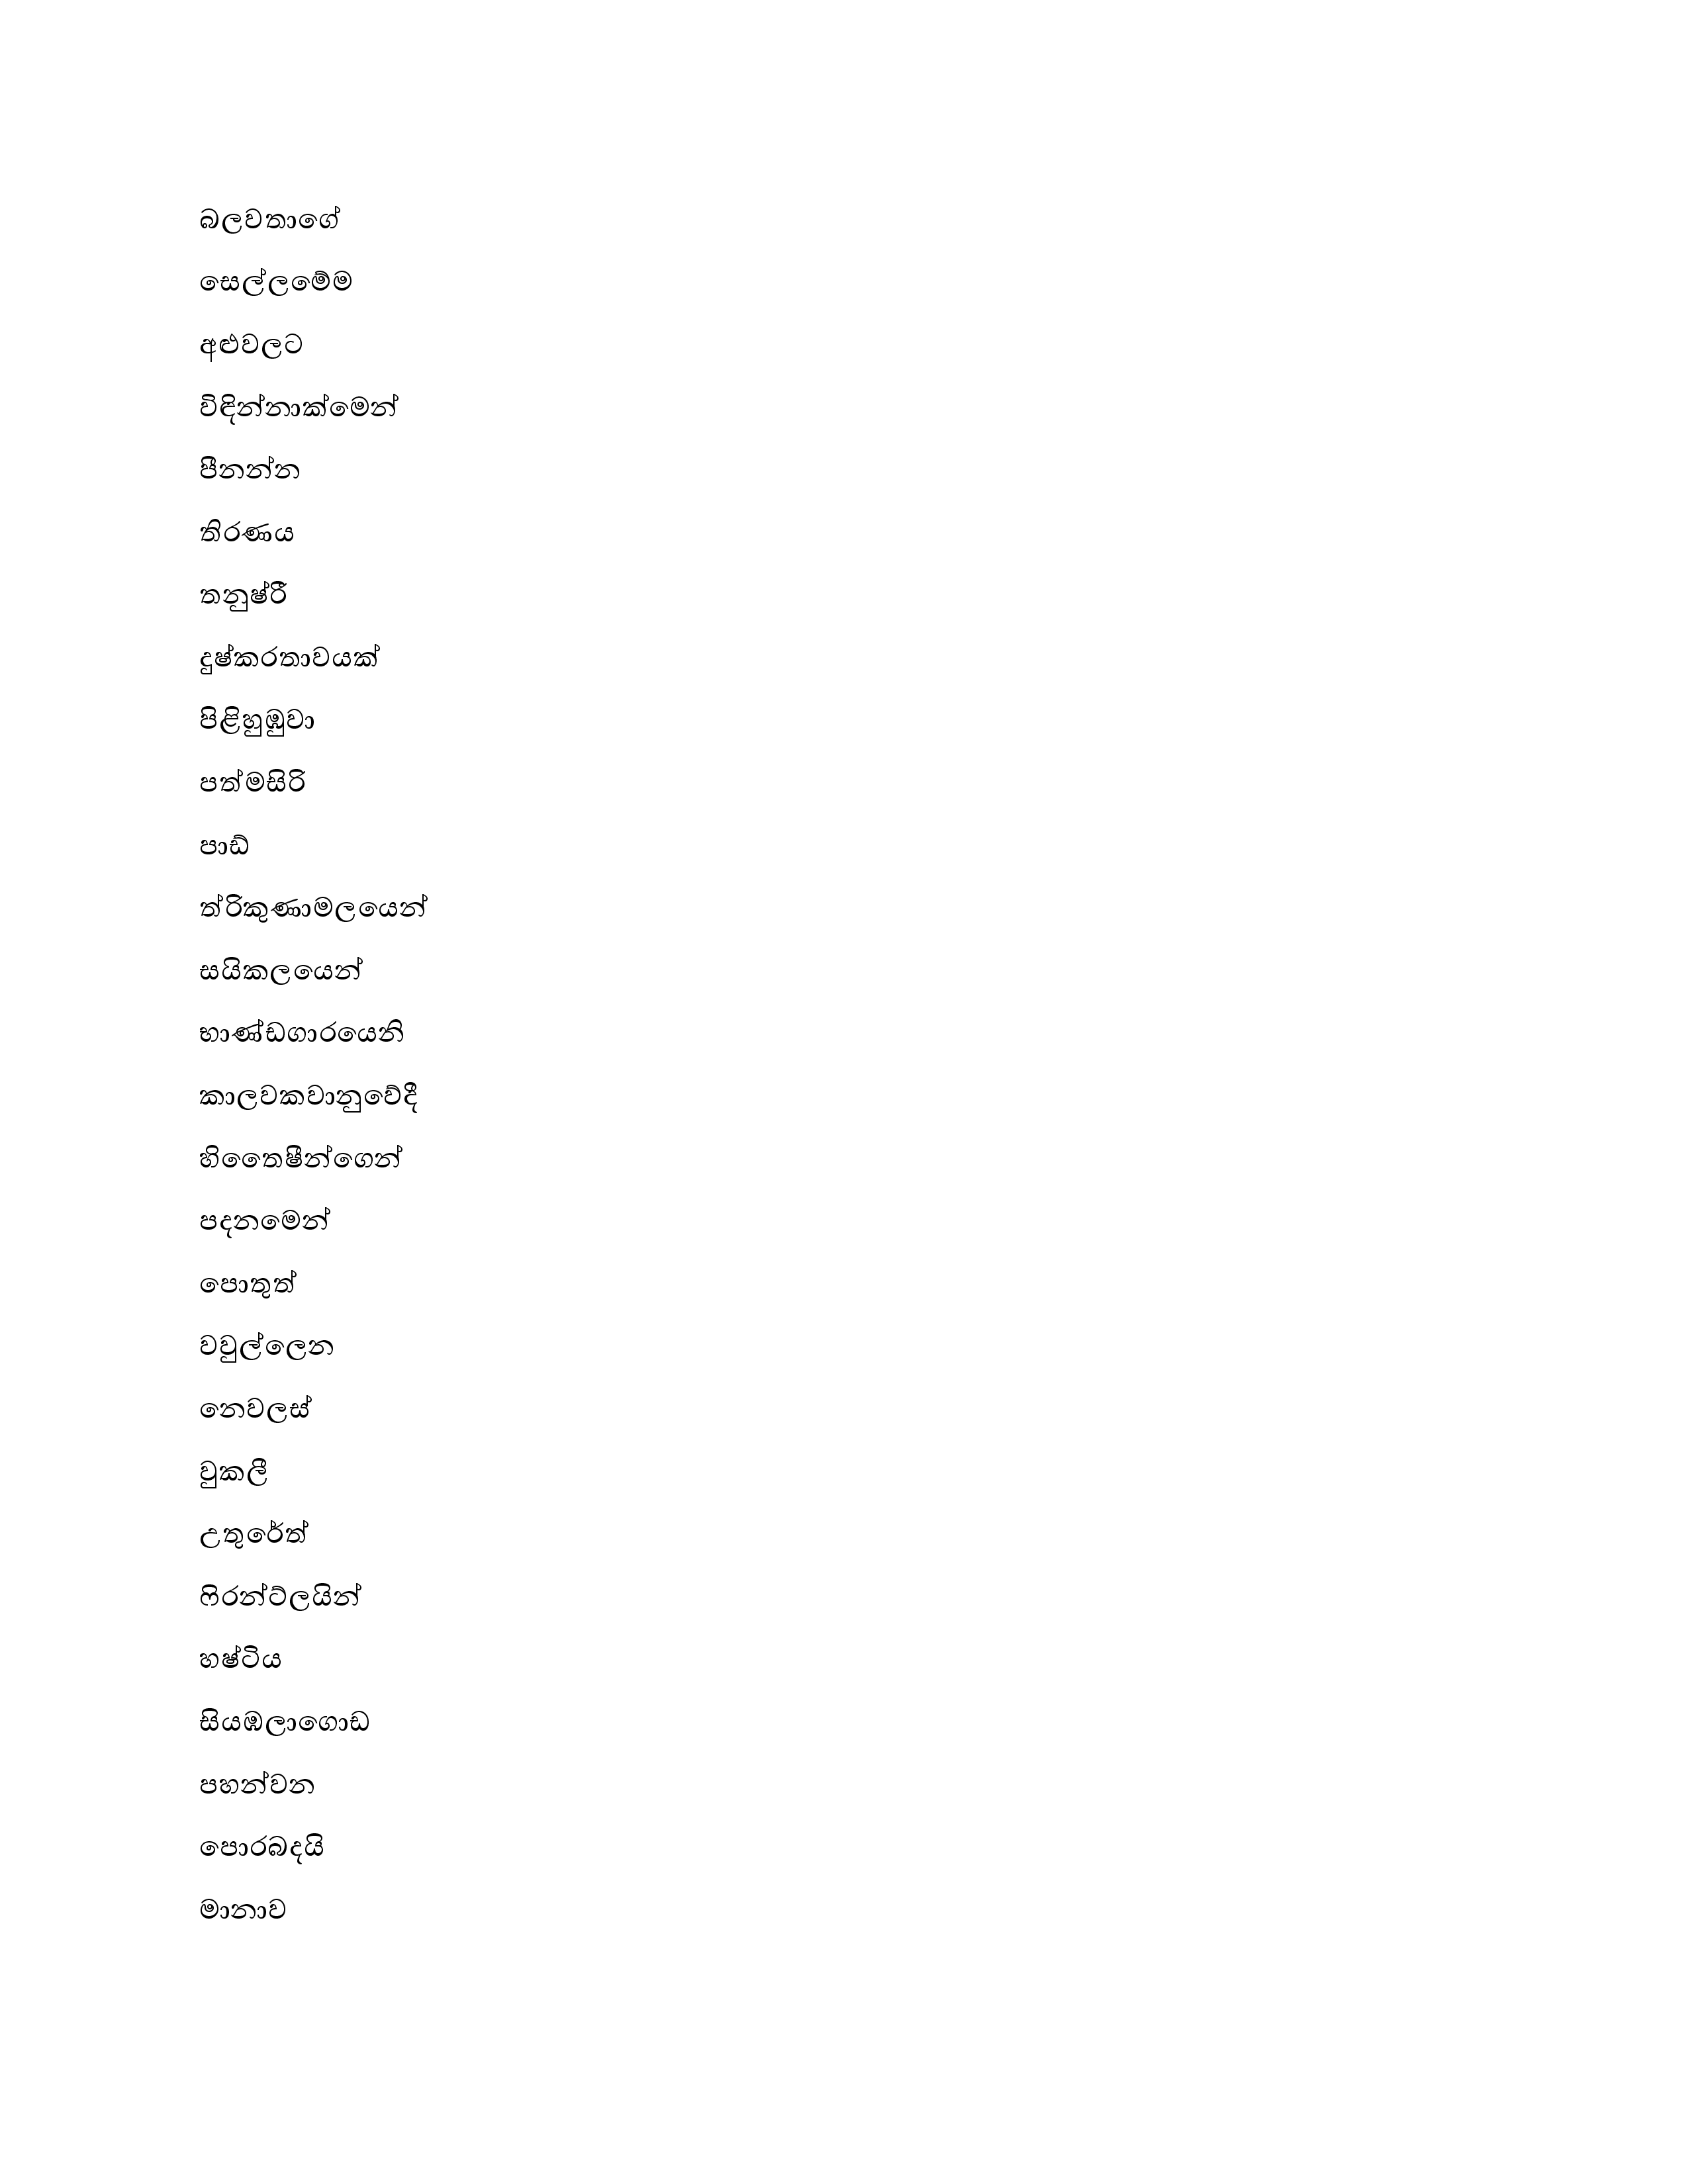 බලවතාගේ
සෙල්ලමේම
අළුවලට
විඳින්නාක්මෙන්
පීනන්න
තිරණය
තනුෂ්රී
දුෂ්කරතාවයක්
පිළිහුඹුවා
පත්මසිරි
පාඩ්
ත්රිකුණාමලයෙන්
සයිකලයෙන්
භාණ්ඩගාරයෙනි
කාලවකවානුවේදී
හිතෛෂීන්ගෙන්
පදනමෙන්
පොතුත්
වවුල්ලෙන
නෙවලස්
වුකලී
උතුරේත්
ෆිරන්ට්ලයින්
හෂ්ටිය
සියඹලාගොඩ
පහන්වන
පොරබදයි
මානාව